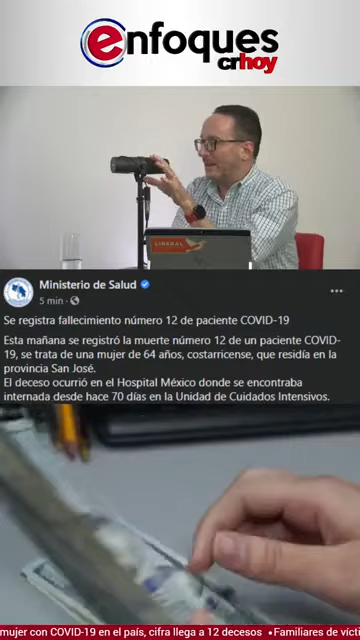 enfoques
crhoy
LIBERAL
Ministerio de Salud
5 min ·
Se registra fallecimiento número 12 de paciente COVID-19
Esta mañana se registró la muerte número 12 de un paciente COVID-
19, se trata de una mujer de 64 años, costarricense, que residía en la
provincia San José.
El deceso ocurrió en el Hospital México donde se encontraba
internada desde hace 70 días en la Unidad de Cuidados Intensivos.
mujer con COVID-19 en el país, cifra llega a 12 decesos • Familiares de víct